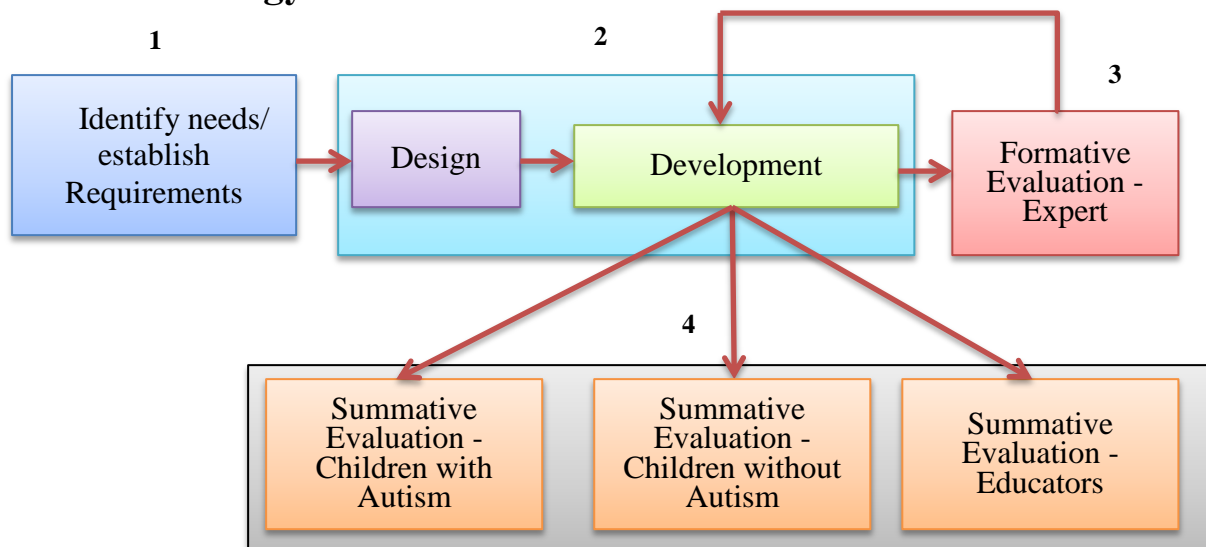 gy
1
2
3
Identify needs/
establish
Requirements
Design
Development
Formative
Evaluation -
Expert
4
Summative
Evaluation -
Children with
Autism
Summative
Evaluation -
Children without
Autism
Summative
Evaluation -
Educators